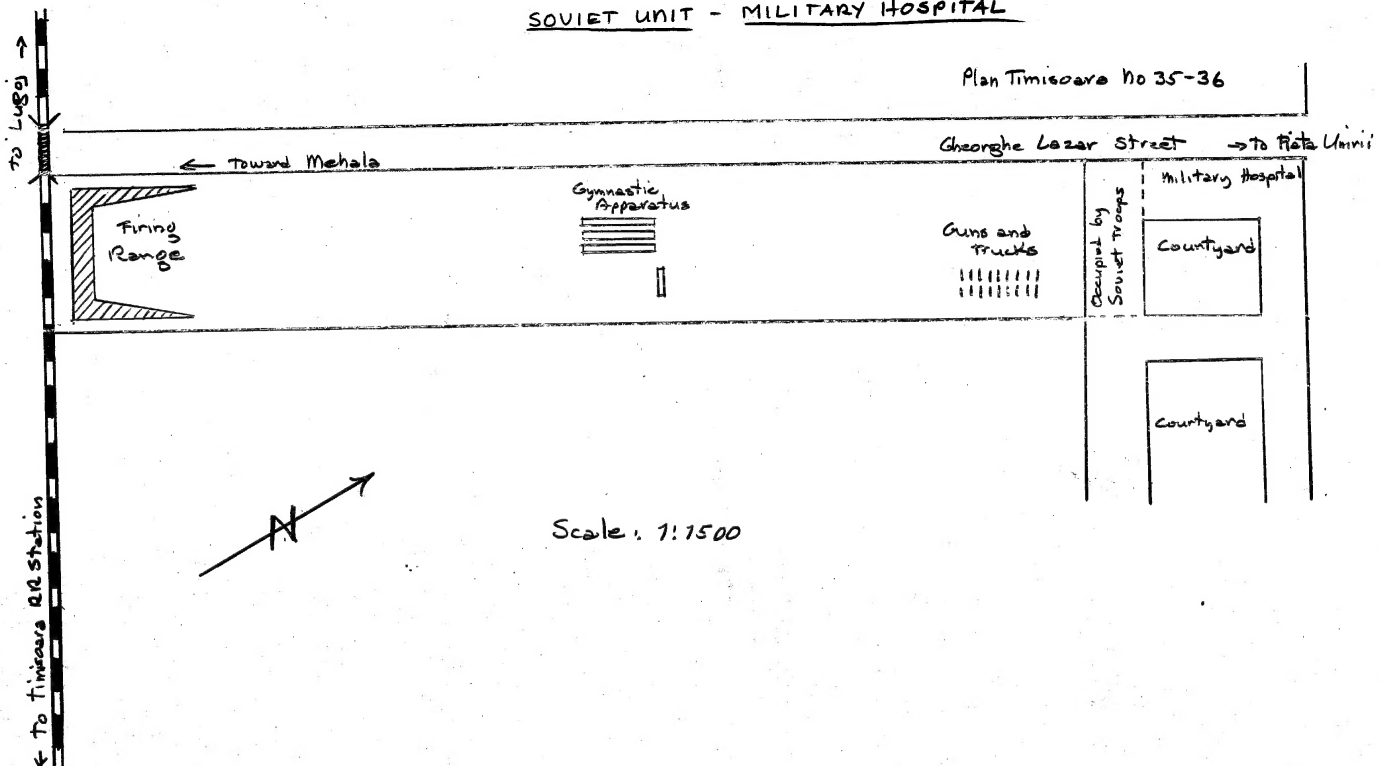 SOVIET UNIT - MILITARY HOSPITAL
Plan Timisoara No 35-36
to Lugoj →
Gheorghe Lazar Street → to Piata Unirii
← Toward Mehala
Military Hospital
Gymnastic
Apparatus
Firing
Range
Guns and
Trucks
Occupied by
Soviet Troops
Courtyard
Courtyard
N
Scale: 1:1500
← To Timisoara RR Station